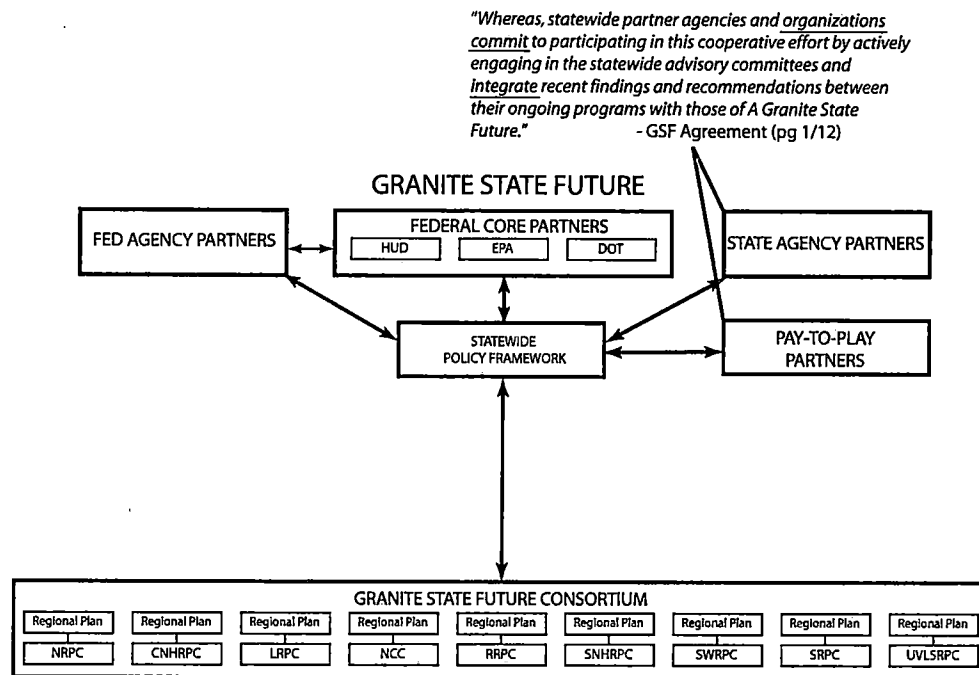 "Whereas, statewide partner agencies and organizations
commit to participating in this cooperative effort by actively
engaging in the statewide advisory committees and
integrate recent findings and recommendations between
their ongoing programs with those of A Granite State
Future." - GSF Agreement (pg 1/12)
GRANITE STATE FUTURE
FED AGENCY PARTNERS
FEDERAL CORE PARTNERS
HUD EPA DOT
STATE AGENCY PARTNERS
STATEWIDE
POLICY FRAMEWORK
PAY-TO-PLAY
PARTNERS
GRANITE STATE FUTURE CONSORTIUM
Regional Plan Regional Plan Regional Plan Regional Plan Regional Plan Regional Plan Regional Plan Regional Plan Regional Plan
NRPC CNHRPC LRPC NCC RRPC SNHRPC SWRPC SRPC UVLSRPC